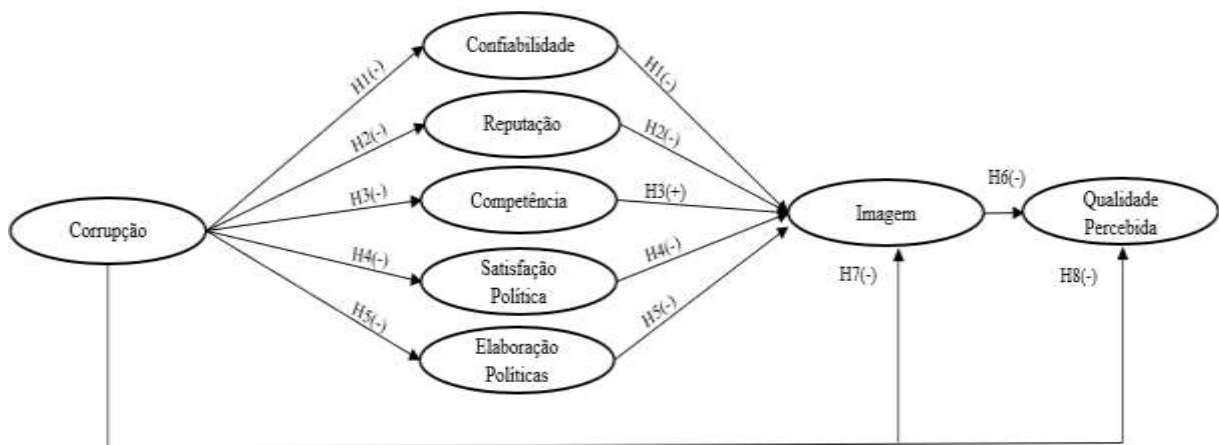 Confiabilidade
H1(-)
H1(-)
Reputação
H2(-)
H2(-)
Competência
H3(-)
H3(+)
Corrupção
Imagem
H6(-)
Qualidade
Percebida
H4(-)
Satisfação
Política
H4(-)
H7(-)
H8(-)
H5(-)
Elaboração
Políticas
H5(-)